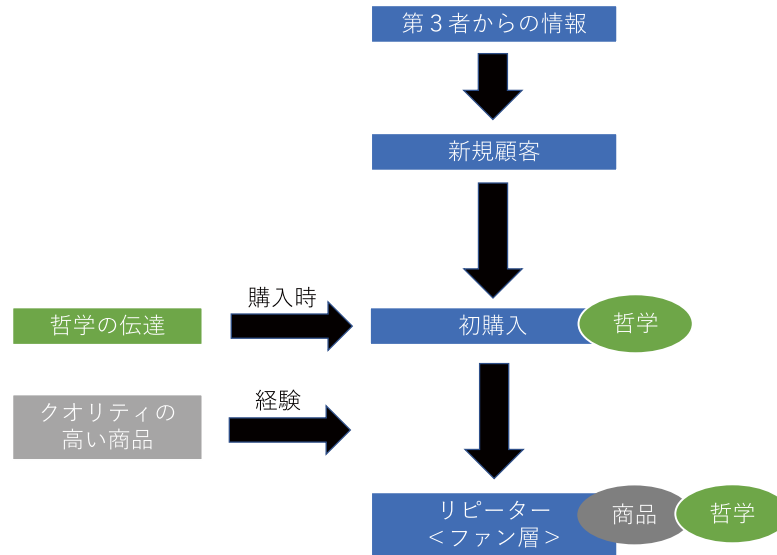 第３者からの情報
新規顧客
購入時
哲学の伝達
初購入
哲学
経験
クオリティの
高い商品
リピーター
＜ファン層＞
商品
哲学